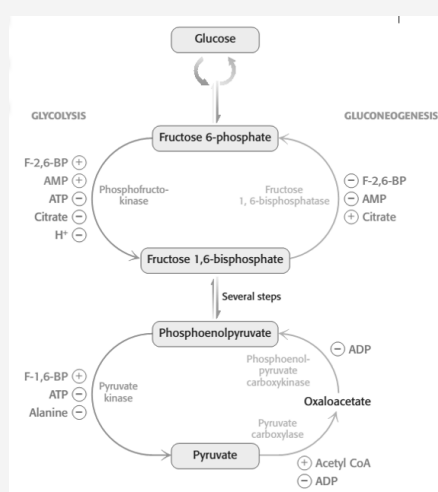 Glucose
GLYCOLYSIS
GLUCONEOGENESIS
Fructose 6-phosphate
F-2,6-BP +
AMP +
ATP −
Citrate −
H⁺ −
Phosphofructo-
kinase
Fructose
1, 6-bisphosphatase
− F-2,6-BP
− AMP
+ Citrate
Fructose 1,6-bisphosphate
Several steps
Phosphoenolpyruvate
F-1,6-BP +
ATP −
Alanine −
Pyruvate
kinase
Phosphoenol-
pyruvate
carboxykinase
− ADP
Oxaloacetate
Pyruvate
carboxylase
Pyruvate
+ Acetyl CoA
− ADP